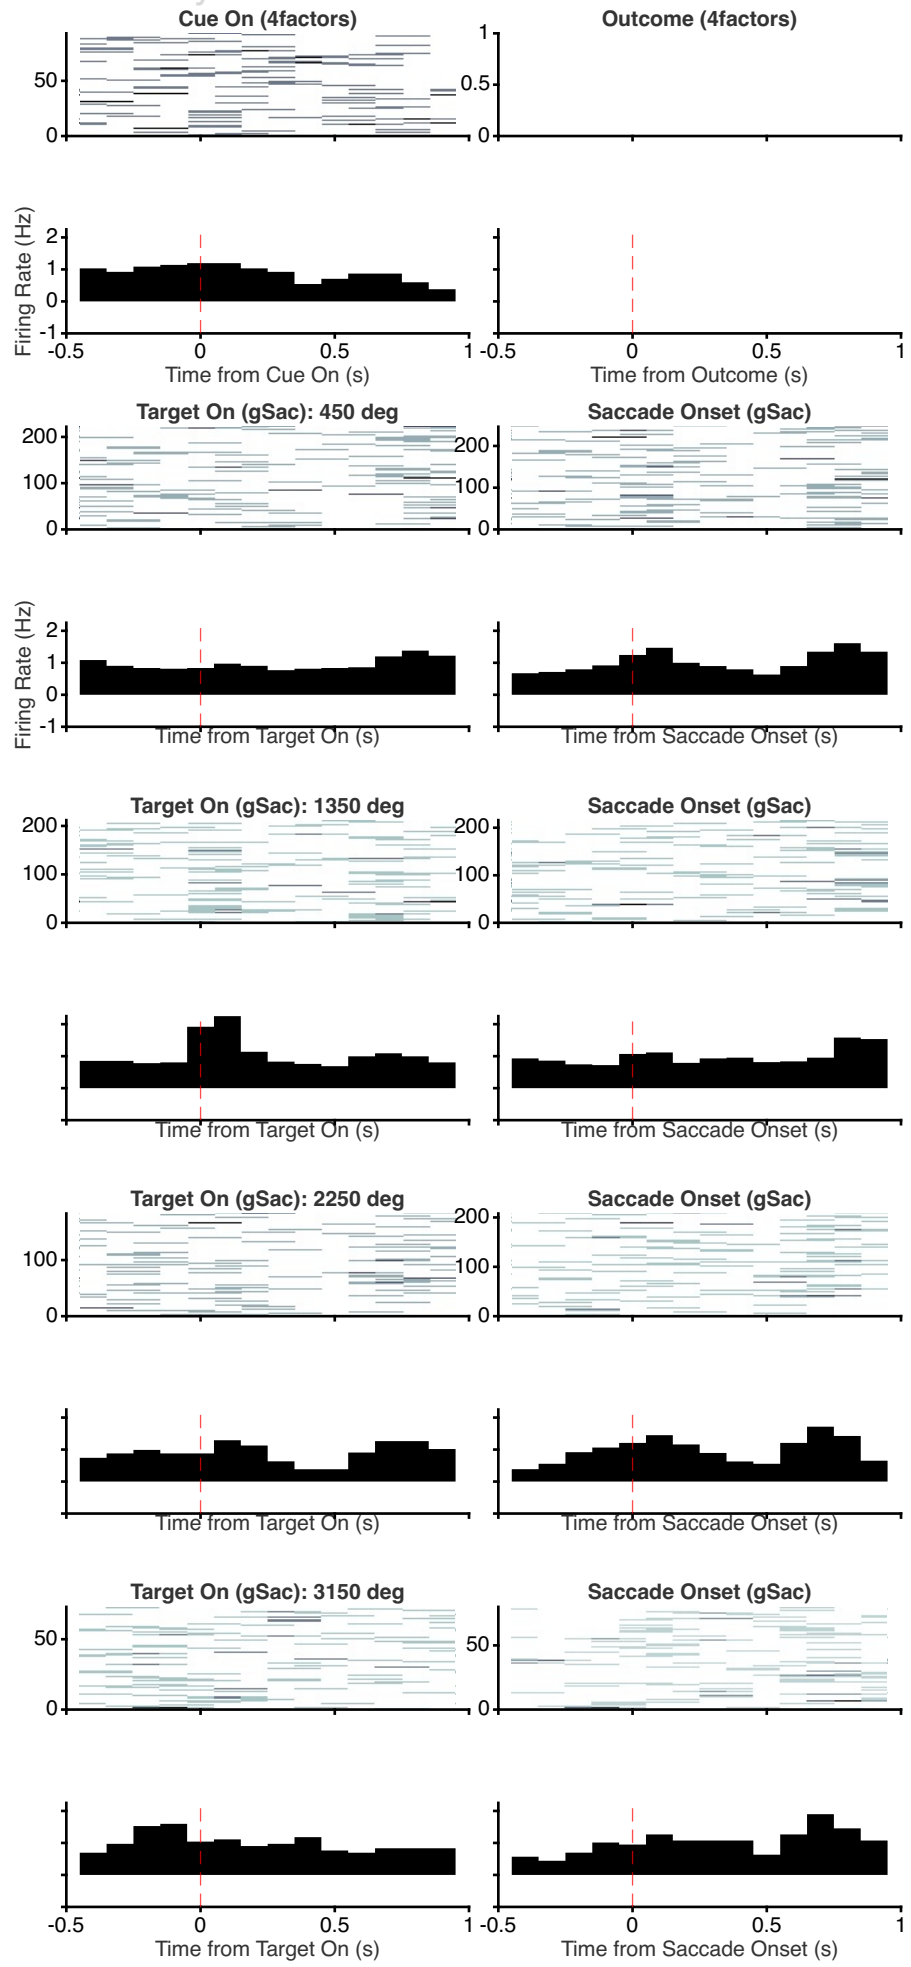 Cue On (4factors)
Outcome (4factors)
50
0
1
0.5
0
Firing Rate (Hz)
2
1
0
-1
-0.5 0 0.5 1
Time from Cue On (s)
-0.5 0 0.5 1
Time from Outcome (s)
Target On (gSac): 450 deg
Saccade Onset (gSac)
200
100
0
200
100
0
Firing Rate (Hz)
2
1
0
-1
Time from Target On (s)
Time from Saccade Onset (s)
Target On (gSac): 1350 deg
Saccade Onset (gSac)
200
100
0
200
100
0
Time from Target On (s)
Time from Saccade Onset (s)
Target On (gSac): 2250 deg
Saccade Onset (gSac)
100
0
200
100
0
Time from Target On (s)
Time from Saccade Onset (s)
Target On (gSac): 3150 deg
Saccade Onset (gSac)
50
0
50
0
-0.5 0 0.5 1
Time from Target On (s)
-0.5 0 0.5 1
Time from Saccade Onset (s)